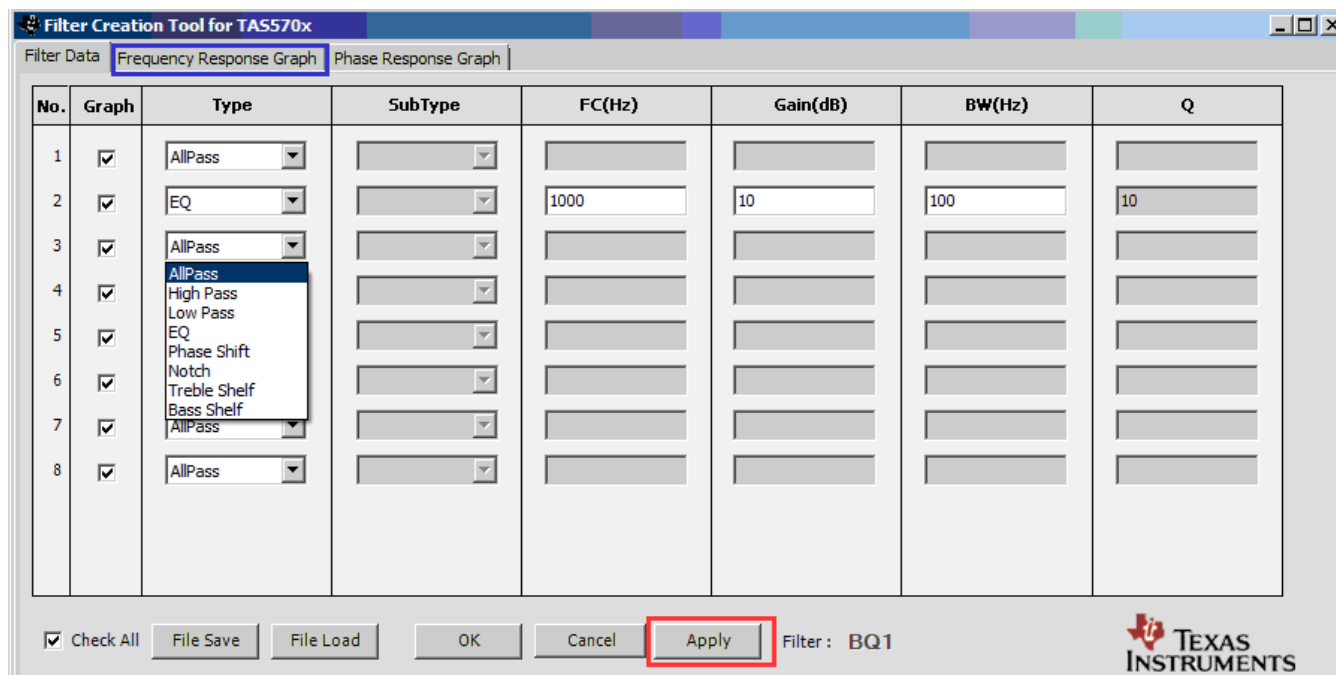 Filter Creation Tool for TAS570x
Filter Data Frequency Response Graph Phase Response Graph
No. Graph Type SubType FC(Hz) Gain(dB) BW(Hz) Q
1 AllPass
2 EQ 1000 10 100 10
3 AllPass
AllPass
4 High Pass
Low Pass
5 EQ
Phase Shift
6 Notch
Treble Shelf
Bass Shelf
7 AllPass
8 AllPass
Check All File Save File Load OK Cancel Apply Filter : BQ1
TEXAS
INSTRUMENTS